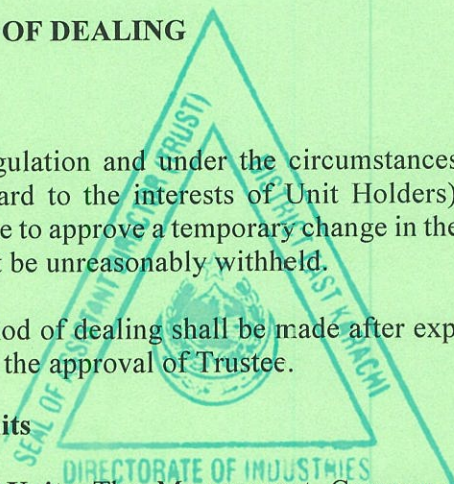 OF DEALING
gulation and under the circumstances
ard to the interests of Unit Holders)
e to approve a temporary change in the
t be unreasonably withheld.
od of dealing shall be made after exp
the approval of Trustee.
its
SEAL OF ASSISTANT DIRECTOR (TRUST)
DISTRICT EAST KARACHI
DIRECTORATE OF INDUSTRIES